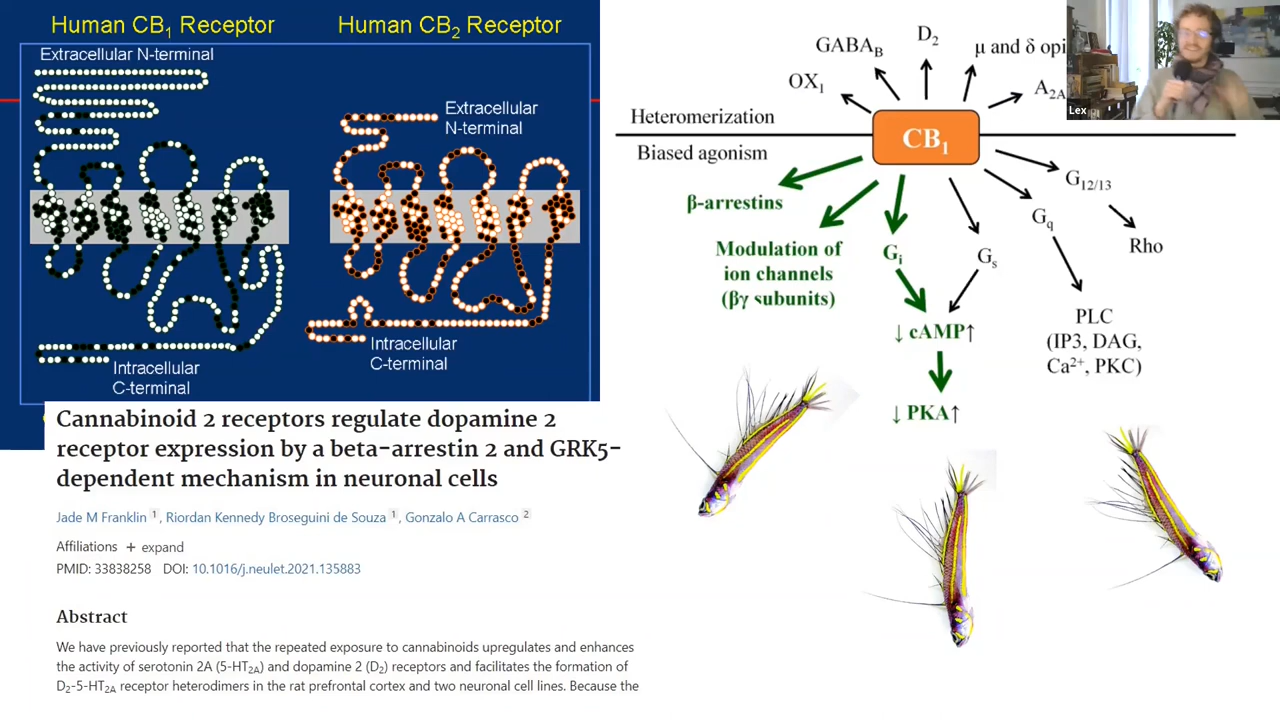 Human CB₁ Receptor
Extracellular N-terminal
Intracellular
C-terminal
Human CB₂ Receptor
Extracellular
N-terminal
Intracellular
C-terminal
Cannabinoid 2 receptors regulate dopamine 2
receptor expression by a beta-arrestin 2 and GRK5-
dependent mechanism in neuronal cells
Jade M Franklin ¹, Riordan Kennedy Broseguini de Souza ¹, Gonzalo A Carrasco ²
Affiliations + expand
PMID: 33838258 DOI: 10.1016/j.neulet.2021.135883
Abstract
We have previously reported that the repeated exposure to cannabinoids upregulates and enhances
the activity of serotonin 2A (5-HT₂A) and dopamine 2 (D₂) receptors and facilitates the formation of
D₂-5-HT₂A receptor heterodimers in the rat prefrontal cortex and two neuronal cell lines. Because the
OX₁
GABA_B
D₂
μ and δ opi
A₂A
Heteromerization
CB₁
Biased agonism
β-arrestins
Modulation of
ion channels
(βγ subunits)
Gᵢ
Gₛ
Gq
G₁₂/₁₃
Rho
↓ cAMP↑
↓ PKA↑
PLC
(IP3, DAG,
Ca²⁺, PKC)
Lex